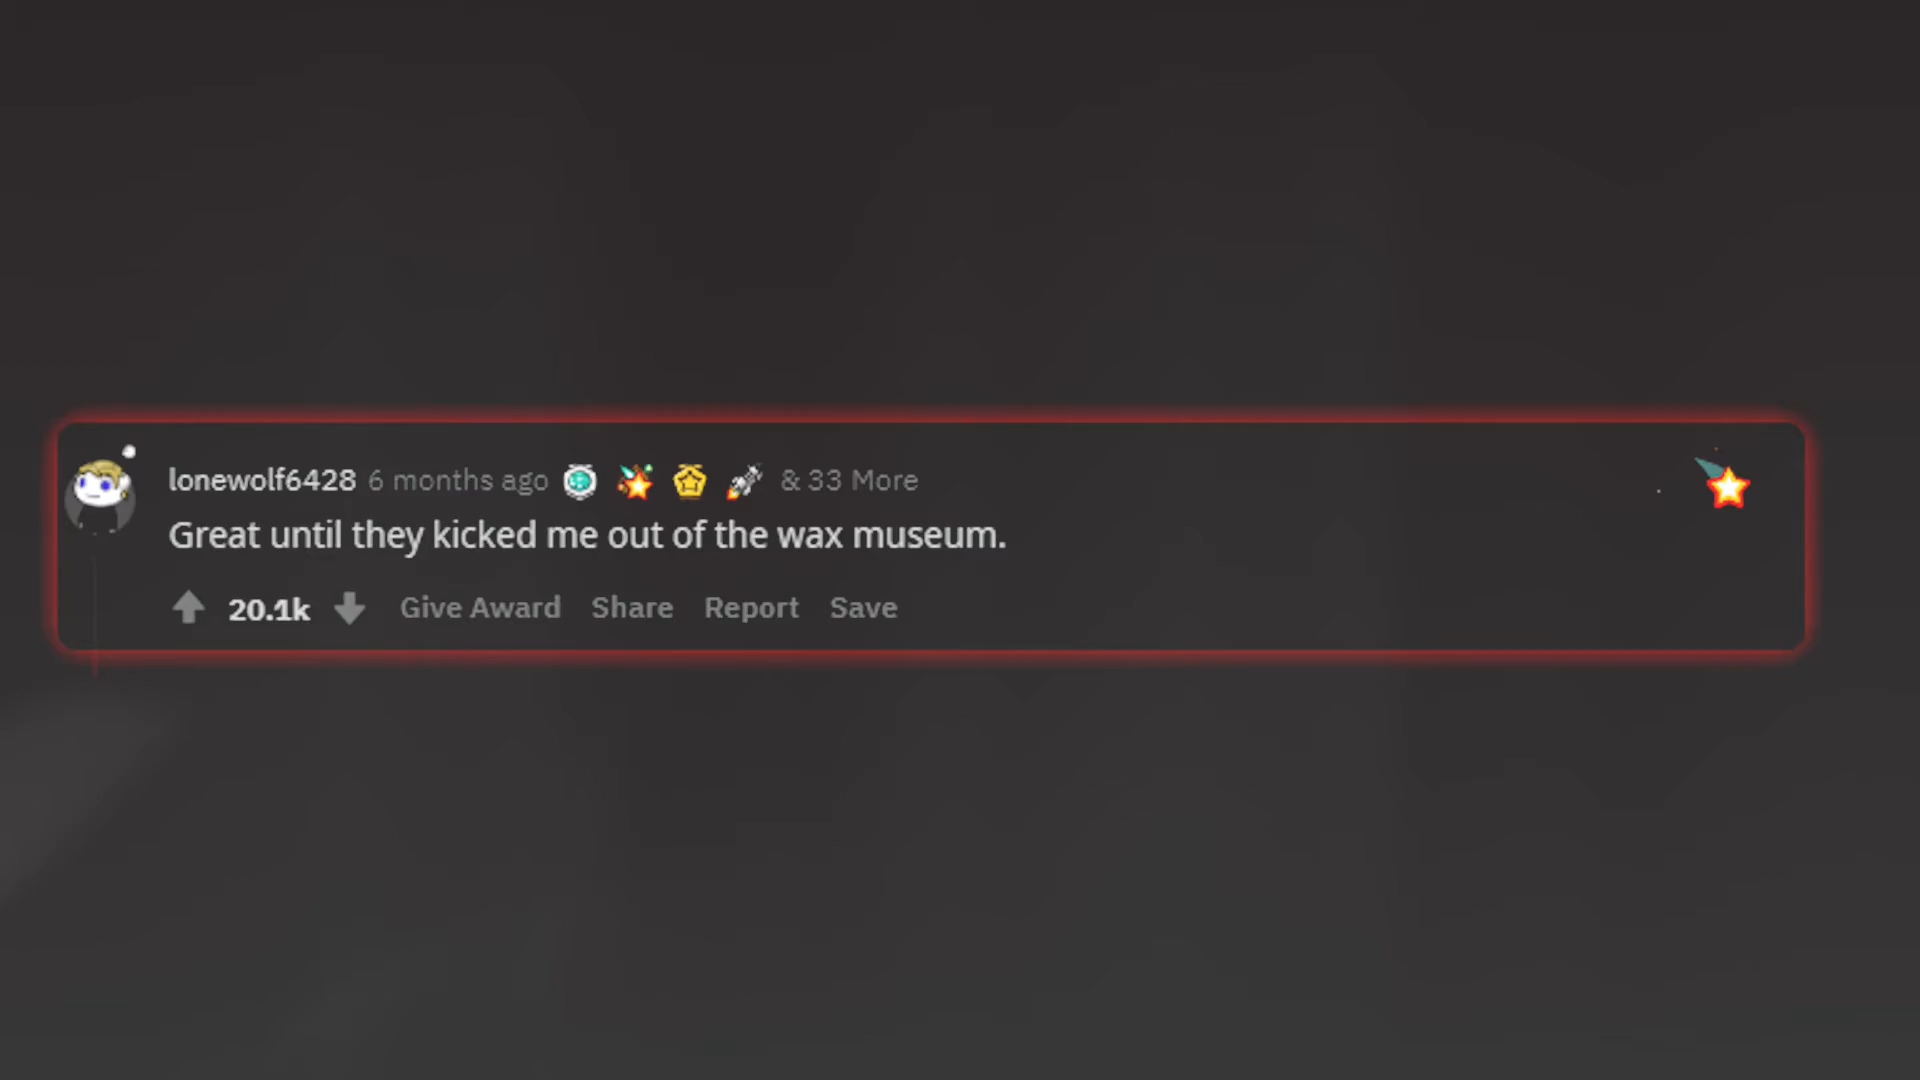 lonewolf6428 6 months ago & 33 More
Great until they kicked me out of the wax museum.
20.1k Give Award Share Report Save